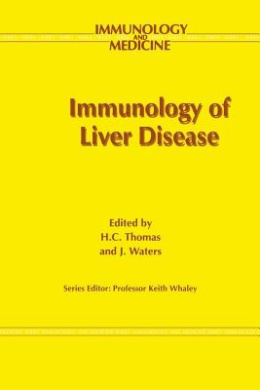 IMMUNOLOGY
AND
MEDICINE
Immunology of
Liver Disease
Edited by
H.C. Thomas
and J. Waters
Series Editor: Professor Keith Whaley